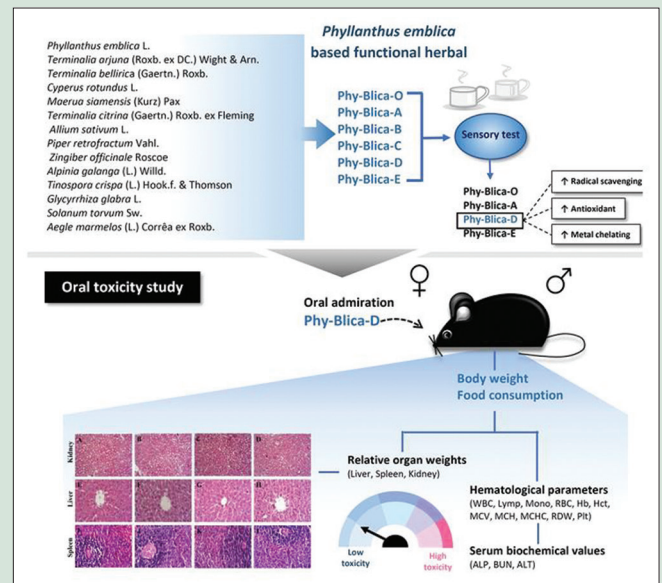 Phyllanthus emblica
based functional herbal
Phyllanthus emblica L.
Terminalia arjuna (Roxb. ex DC.) Wight & Arn.
Terminalia bellirica (Gaertn.) Roxb.
Cyperus rotundus L.
Maerua siamensis (Kurz) Pax
Terminalia citrina (Gaertn.) Roxb. ex Fleming
Allium sativum L.
Piper retrofractum Vahl.
Zingiber officinale Roscoe
Alpinia galanga (L.) Willd.
Tinospora crispa (L.) Hook.f. & Thomson
Glycyrrhiza glabra L.
Solanum torvum Sw.
Aegle marmelos (L.) Corrêa ex Roxb.
Phy-Blica-O
Phy-Blica-A
Phy-Blica-B
Phy-Blica-C
Phy-Blica-D
Phy-Blica-E
Sensory test
Phy-Blica-O
Phy-Blica-A
Phy-Blica-D
Phy-Blica-E
↑ Radical scavenging
↑ Antioxidant
↑ Metal chelating
Oral toxicity study
♀
♂
Oral admiration
Phy-Blica-D
Body weight
Food consumption
Kidney
A
B
C
D
Liver
E
F
G
H
Spleen
K
Relative organ weights
(Liver, Spleen, Kidney)
Low
toxicity
High
toxicity
Hematological parameters
(WBC, Lymp, Mono, RBC, Hb, Hct,
MCV, MCH, MCHC, RDW, Plt)
Serum biochemical values
(ALP, BUN, ALT)